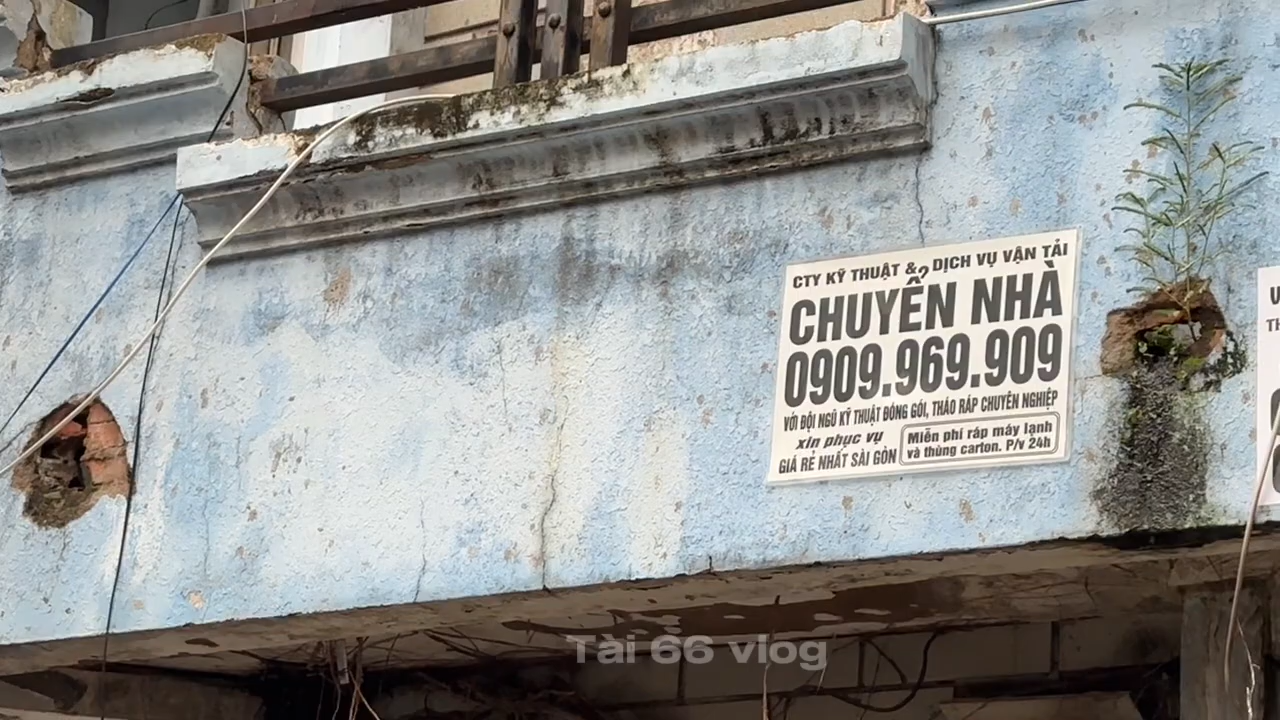 CTY KỸ THUẬT & DỊCH VỤ VẬN TẢI
CHUYỂN NHÀ
0909.969.909
VỚI ĐỘI NGŨ KỸ THUẬT ĐÓNG GÓI, THÁO RÁP CHUYÊN NGHIỆP
xin phục vụ
GIÁ RẺ NHẤT SÀI GÒN
Miễn phí ráp máy lạnh
và thùng carton. P/v 24h
Tài 66 vlog